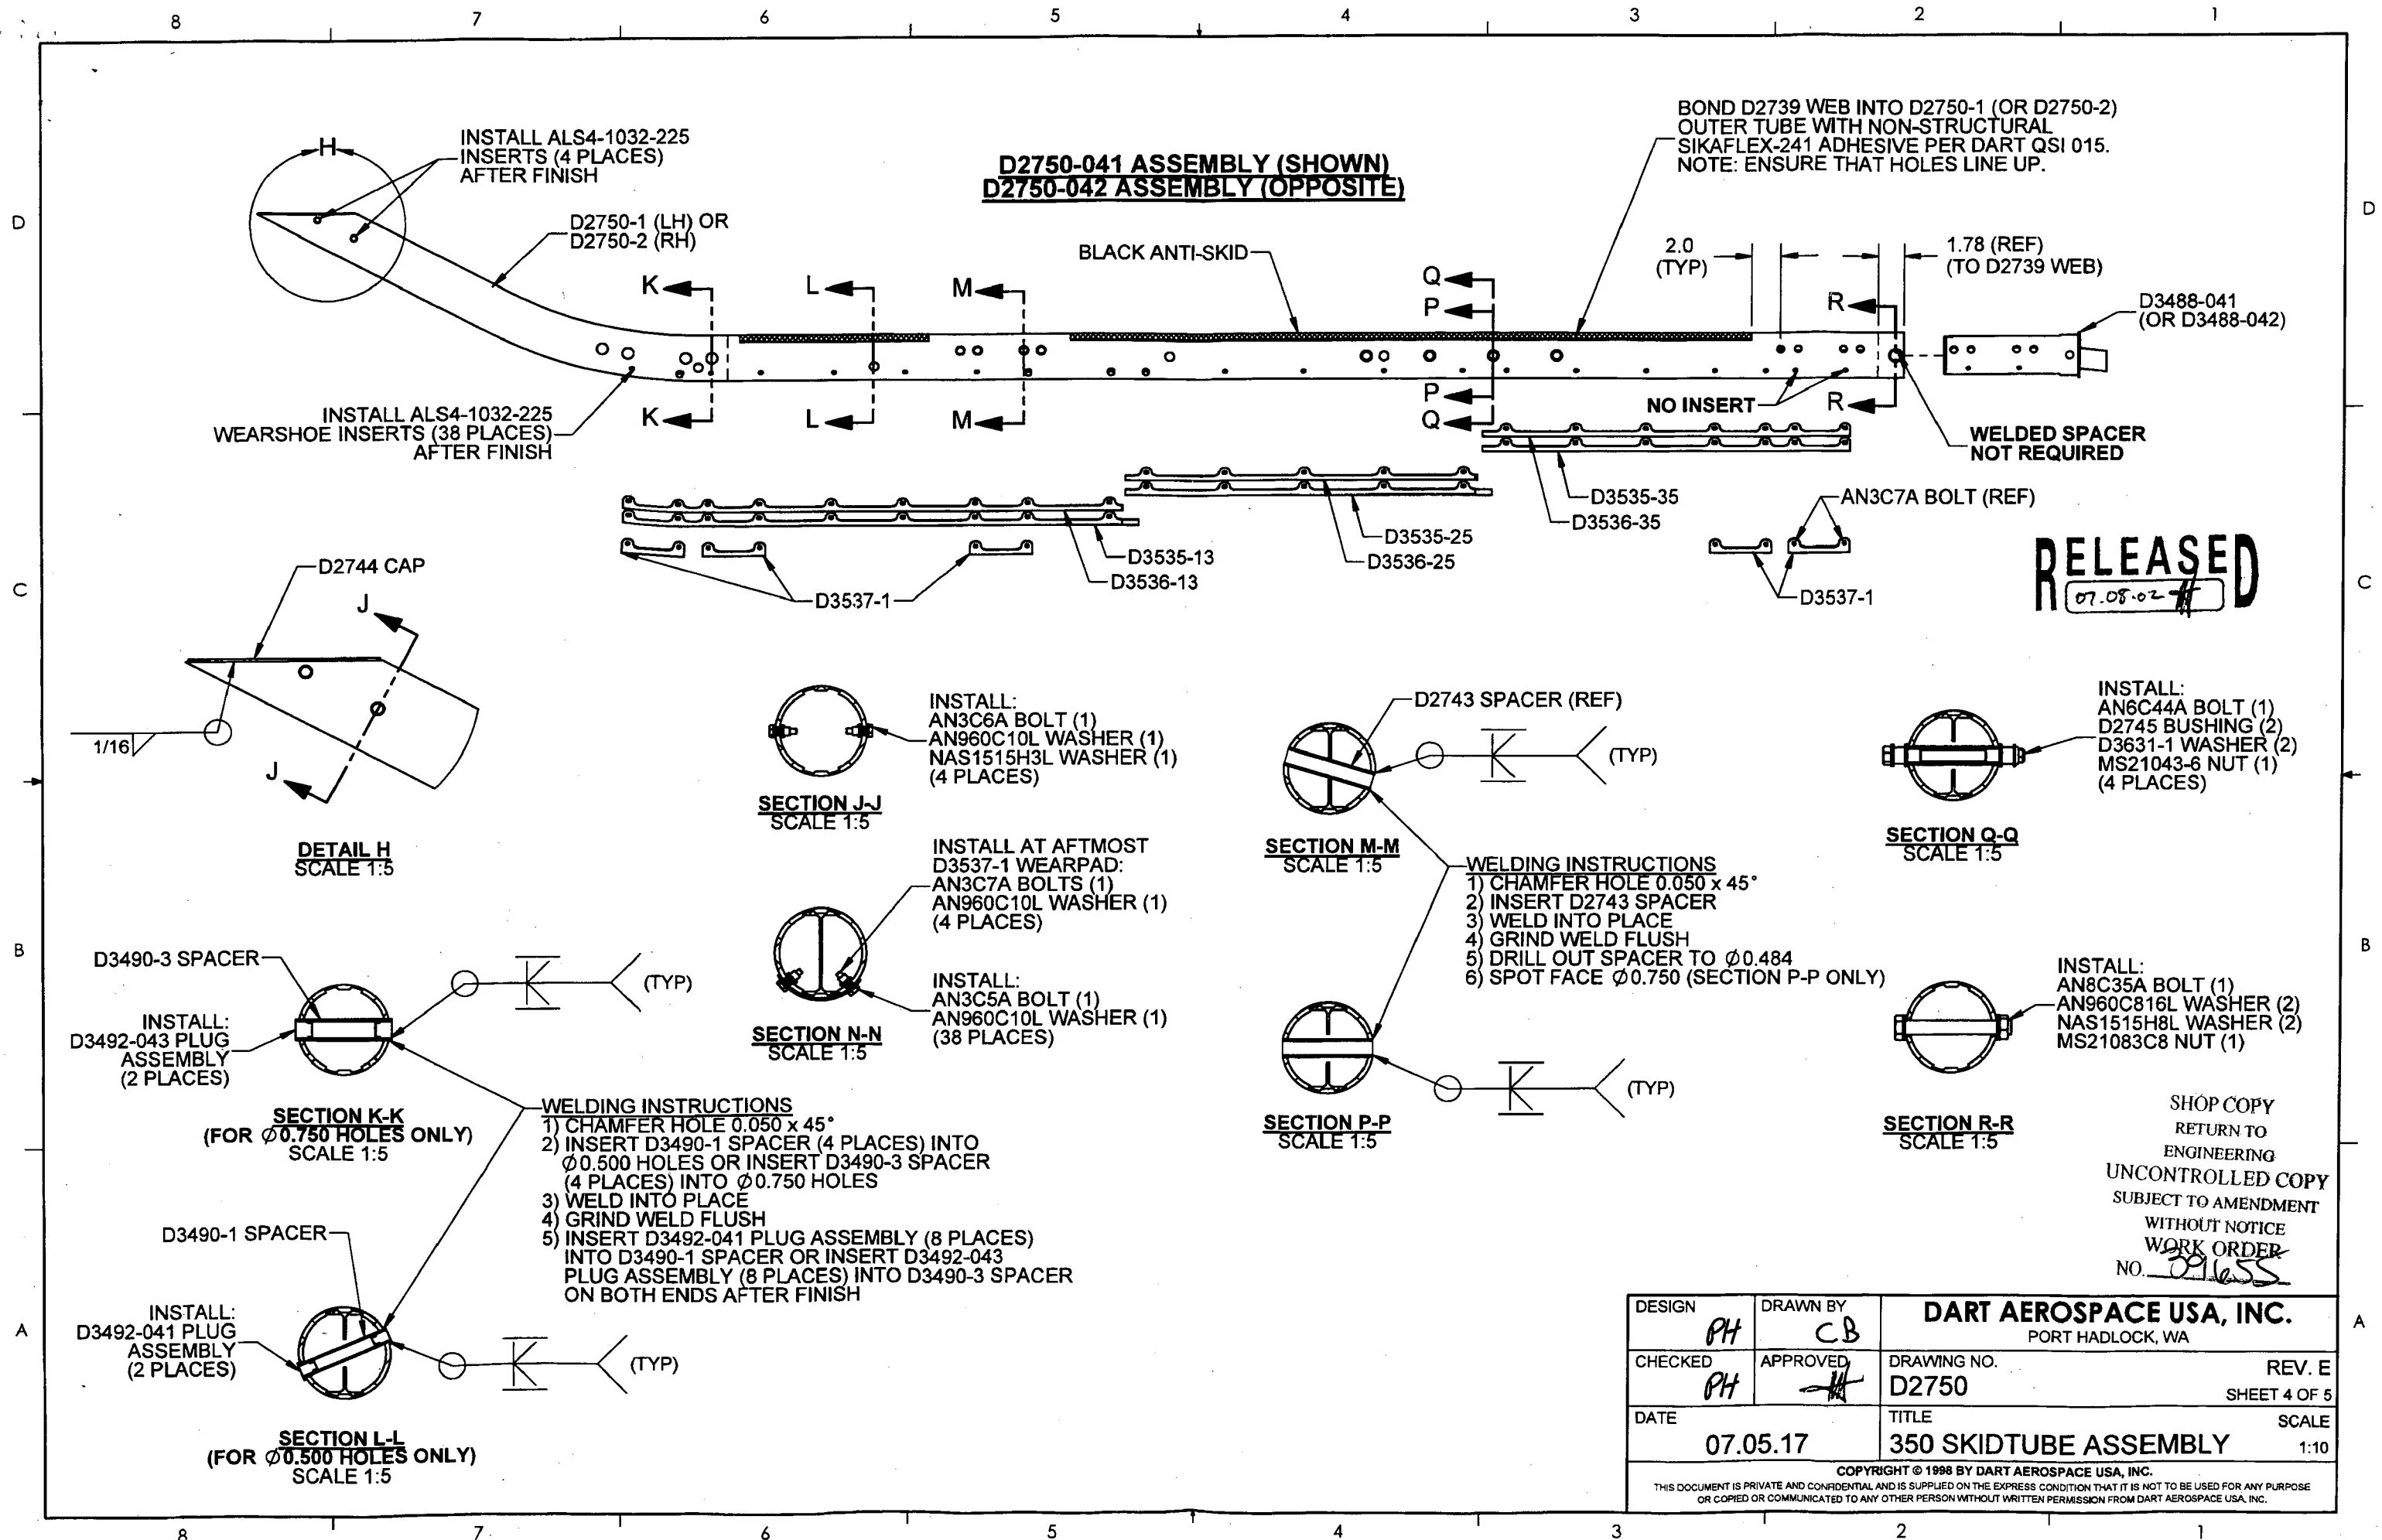 8 7 6 5 4 3 2 1
D
C
B
A
D
C
B
A
H
INSTALL ALS4-1032-225
INSERTS (4 PLACES)
AFTER FINISH
D2750-1 (LH) OR
D2750-2 (RH)
D2750-041 ASSEMBLY (SHOWN)
D2750-042 ASSEMBLY (OPPOSITE)
BOND D2739 WEB INTO D2750-1 (OR D2750-2)
OUTER TUBE WITH NON-STRUCTURAL
SIKAFLEX-241 ADHESIVE PER DART QSI 015.
NOTE: ENSURE THAT HOLES LINE UP.
BLACK ANTI-SKID
2.0
(TYP)
1.78 (REF)
(TO D2739 WEB)
D3488-041
(OR D3488-042)
K L M Q
P
R
K L M P
Q
R
INSTALL ALS4-1032-225
WEARSHOE INSERTS (38 PLACES)
AFTER FINISH
NO INSERT
WELDED SPACER
NOT REQUIRED
D3535-35
D3536-35
AN3C7A BOLT (REF)
D3535-25
D3536-25
D3535-13
D3536-13
D3537-1
D3537-1
RELEASED
07.08.02
D2744 CAP
J
J
1/16
DETAIL H
SCALE 1:5
INSTALL:
AN3C6A BOLT (1)
AN960C10L WASHER (1)
NAS1515H3L WASHER (1)
(4 PLACES)
SECTION J-J
SCALE 1:5
D2743 SPACER (REF)
(TYP)
SECTION M-M
SCALE 1:5
INSTALL:
AN6C44A BOLT (1)
D2745 BUSHING (2)
D3631-1 WASHER (2)
MS21043-6 NUT (1)
(4 PLACES)
SECTION Q-Q
SCALE 1:5
INSTALL AT AFTMOST
D3537-1 WEARPAD:
AN3C7A BOLTS (1)
AN960C10L WASHER (1)
(4 PLACES)
INSTALL:
AN3C5A BOLT (1)
AN960C10L WASHER (1)
(38 PLACES)
SECTION N-N
SCALE 1:5
WELDING INSTRUCTIONS
1) CHAMFER HOLE 0.050 x 45°
2) INSERT D2743 SPACER
3) WELD INTO PLACE
4) GRIND WELD FLUSH
5) DRILL OUT SPACER TO Ø0.484
6) SPOT FACE Ø0.750 (SECTION P-P ONLY)
(TYP)
SECTION P-P
SCALE 1:5
INSTALL:
AN8C35A BOLT (1)
AN960C816L WASHER (2)
NAS1515H8L WASHER (2)
MS21083C8 NUT (1)
SECTION R-R
SCALE 1:5
D3490-3 SPACER
(TYP)
INSTALL:
D3492-043 PLUG
ASSEMBLY
(2 PLACES)
SECTION K-K
(FOR Ø0.750 HOLES ONLY)
SCALE 1:5
WELDING INSTRUCTIONS
1) CHAMFER HOLE 0.050 x 45°
2) INSERT D3490-1 SPACER (4 PLACES) INTO
Ø0.500 HOLES OR INSERT D3490-3 SPACER
(4 PLACES) INTO Ø0.750 HOLES
3) WELD INTO PLACE
4) GRIND WELD FLUSH
5) INSERT D3492-041 PLUG ASSEMBLY (8 PLACES)
INTO D3490-1 SPACER OR INSERT D3492-043
PLUG ASSEMBLY (8 PLACES) INTO D3490-3 SPACER
ON BOTH ENDS AFTER FINISH
D3490-1 SPACER
INSTALL:
D3492-041 PLUG
ASSEMBLY
(2 PLACES)
(TYP)
SECTION L-L
(FOR Ø0.500 HOLES ONLY)
SCALE 1:5
SHOP COPY
RETURN TO
ENGINEERING
UNCONTROLLED COPY
SUBJECT TO AMENDMENT
WITHOUT NOTICE
WORK ORDER
NO.
DESIGN PH
DRAWN BY CB
DART AEROSPACE USA, INC.
PORT HADLOCK, WA
CHECKED PH
APPROVED
DRAWING NO. D2750
REV. E
SHEET 4 OF 5
DATE 07.05.17
TITLE 350 SKIDTUBE ASSEMBLY
SCALE 1:10
COPYRIGHT © 1998 BY DART AEROSPACE USA, INC.
THIS DOCUMENT IS PRIVATE AND CONFIDENTIAL AND IS SUPPLIED ON THE EXPRESS CONDITION THAT IT IS NOT TO BE USED FOR ANY PURPOSE
OR COPIED OR COMMUNICATED TO ANY OTHER PERSON WITHOUT WRITTEN PERMISSION FROM DART AEROSPACE USA, INC.
8 7 6 5 4 3 2 1